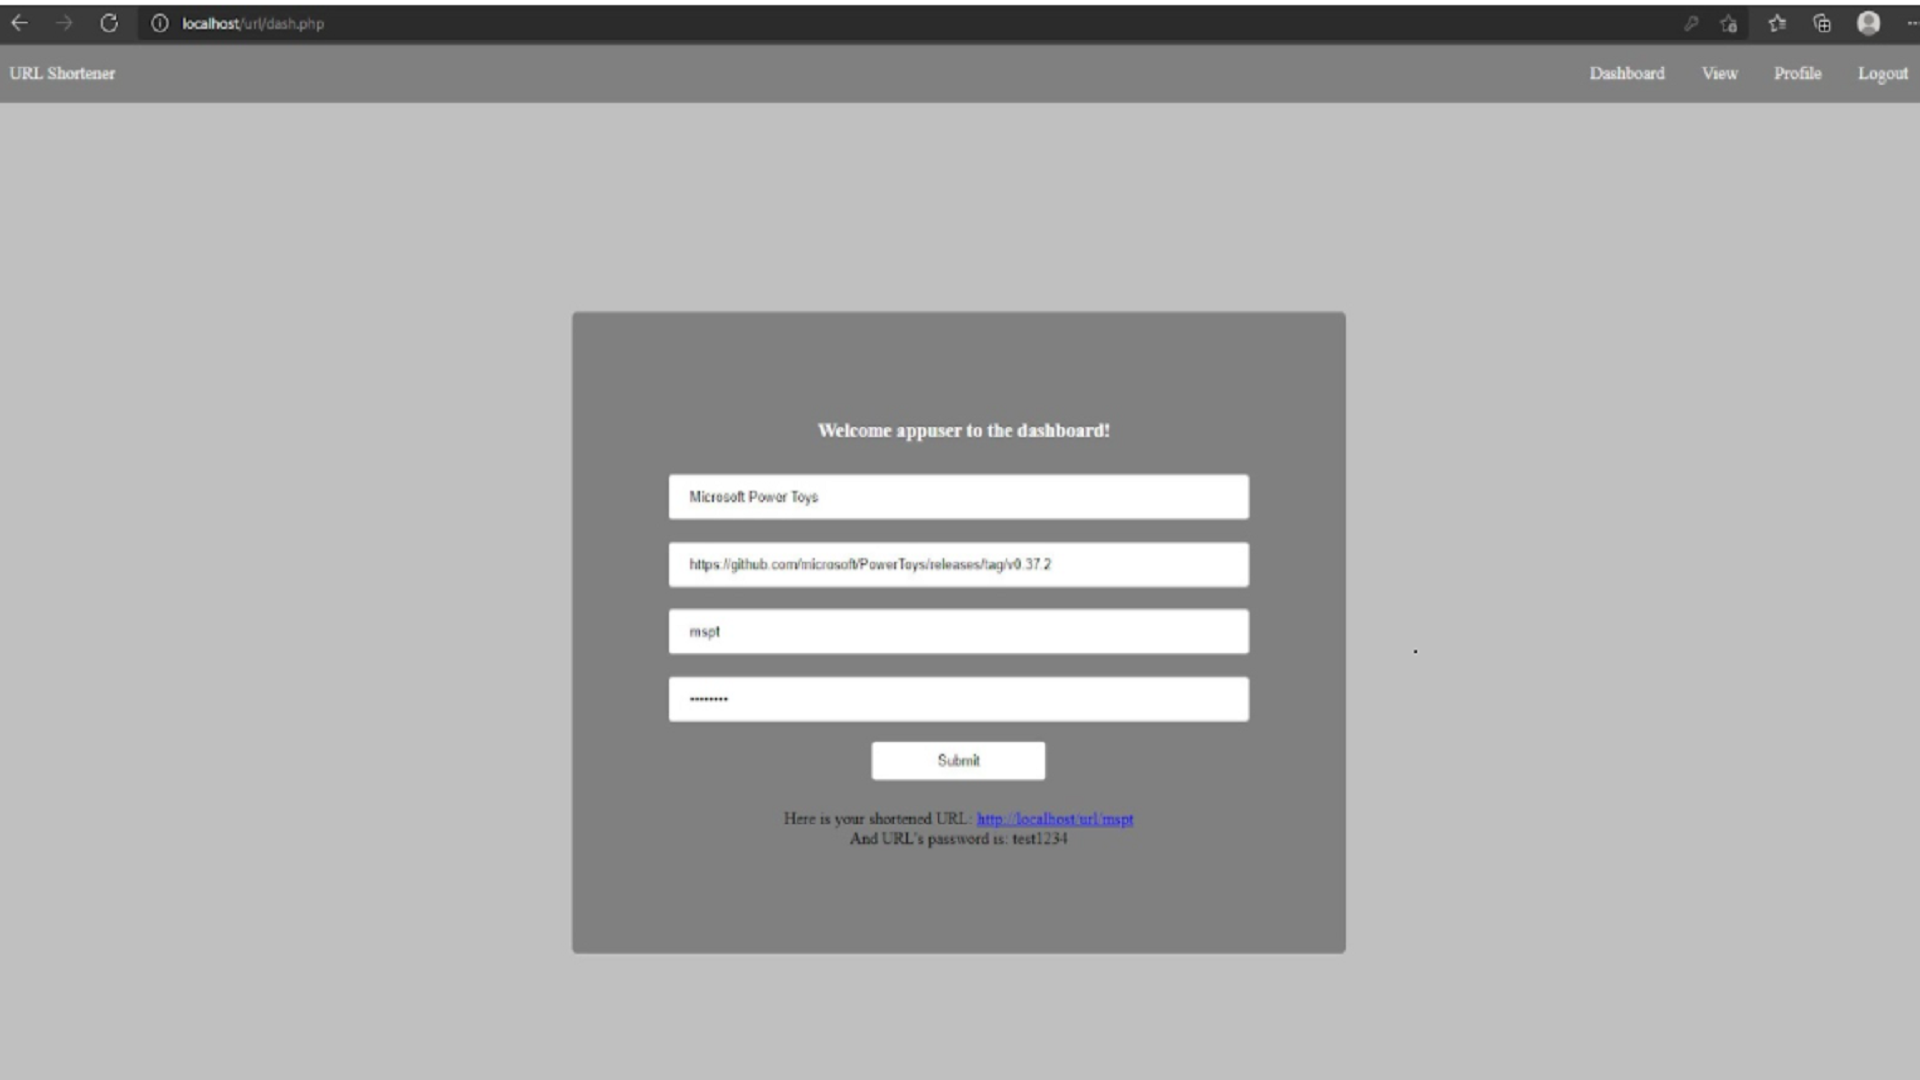 localhost/url/dash.php
URL Shortener
Dashboard View Profile Logout
Welcome appuser to the dashboard!
Microsoft Power Toys
https://github.com/microsoft/PowerToys/releases/tag/v0.37.2
mspt
••••••••
Submit
Here is your shortened URL: http://localhost/url/mspt
And URL's password is: test1234